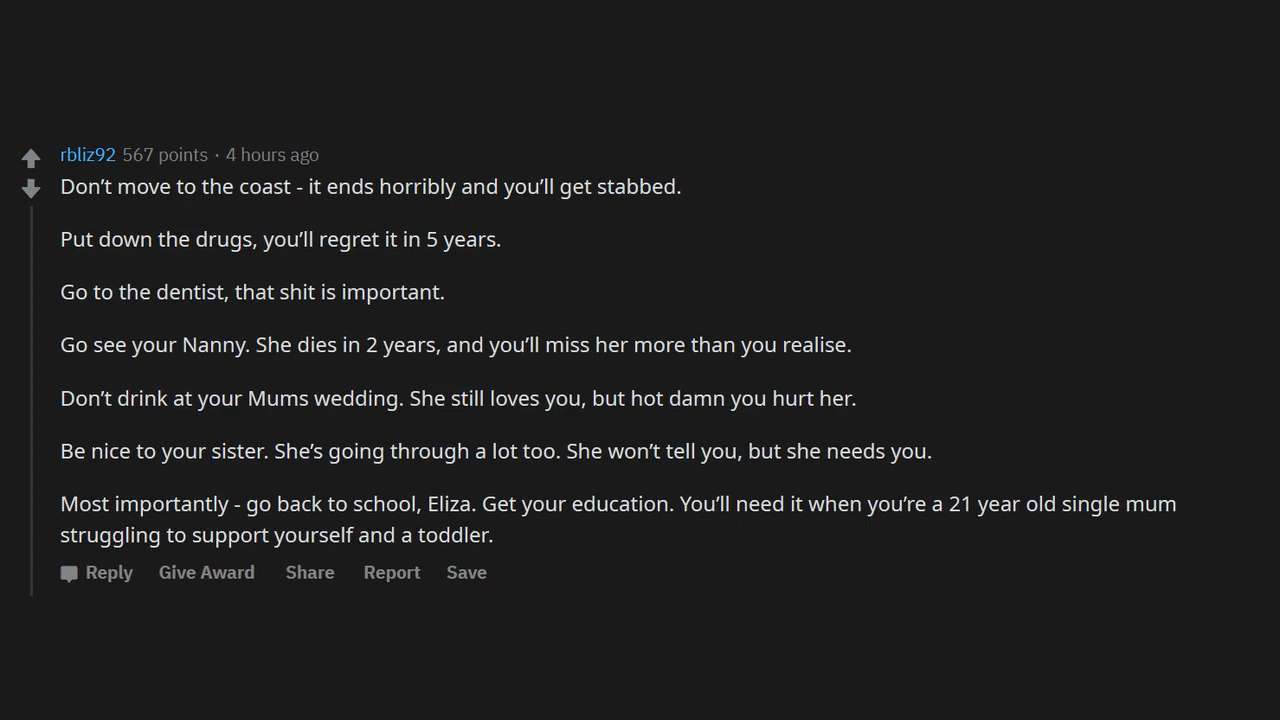 rbliz92 567 points · 4 hours ago
Don’t move to the coast - it ends horribly and you’ll get stabbed.
Put down the drugs, you’ll regret it in 5 years.
Go to the dentist, that shit is important.
Go see your Nanny. She dies in 2 years, and you’ll miss her more than you realise.
Don’t drink at your Mums wedding. She still loves you, but hot damn you hurt her.
Be nice to your sister. She’s going through a lot too. She won’t tell you, but she needs you.
Most importantly - go back to school, Eliza. Get your education. You’ll need it when you’re a 21 year old single mum
struggling to support yourself and a toddler.
Reply Give Award Share Report Save